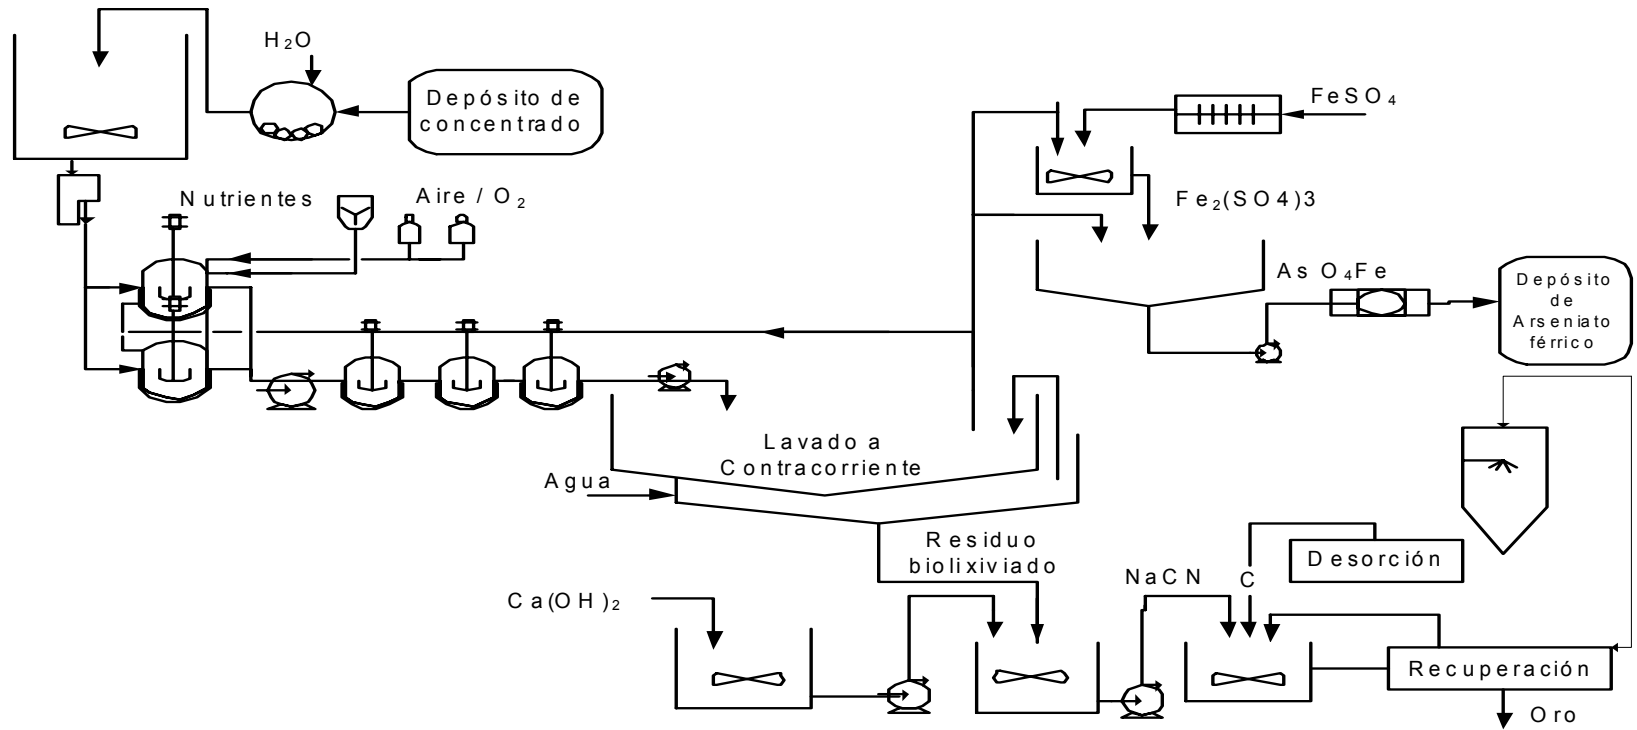 H₂O
Depósito de
concentrado
FeSO₄
Nutrientes
Aire / O₂
Fe₂(SO4)3
As O₄Fe
Depósito
de
Arseniato
férrico
Lavado a
Contracorriente
Agua
Residuo
biolixiviado
Desorción
NaCN
C
Ca(OH)₂
Recuperación
Oro